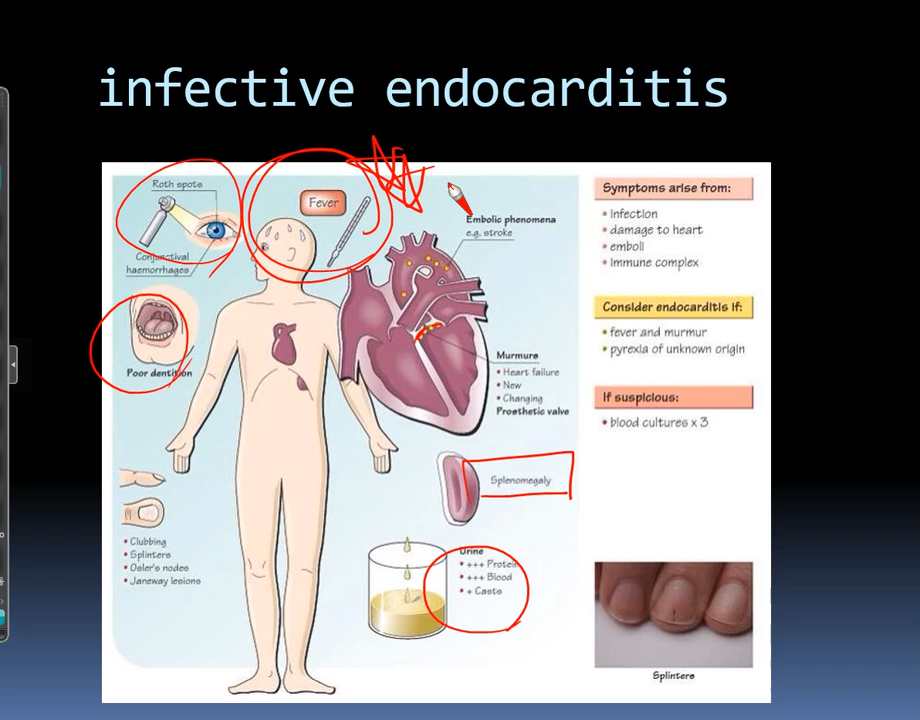 infective endocarditis
Roth spots
Conjunctival
haemorrhages
Fever
Embolic phenomena
e.g. stroke
Poor dentition
Murmurs
• Heart failure
• New
• Changing
Prosthetic valve
Splenomegaly
• Clubbing
• Splinters
• Osler's nodes
• Janeway lesions
Urine
• +++ Protein
• +++ Blood
• + Casts
Symptoms arise from:
• infection
• damage to heart
• emboli
• immune complex
Consider endocarditis if:
• fever and murmur
• pyrexia of unknown origin
If suspicious:
• blood cultures x 3
Splinters